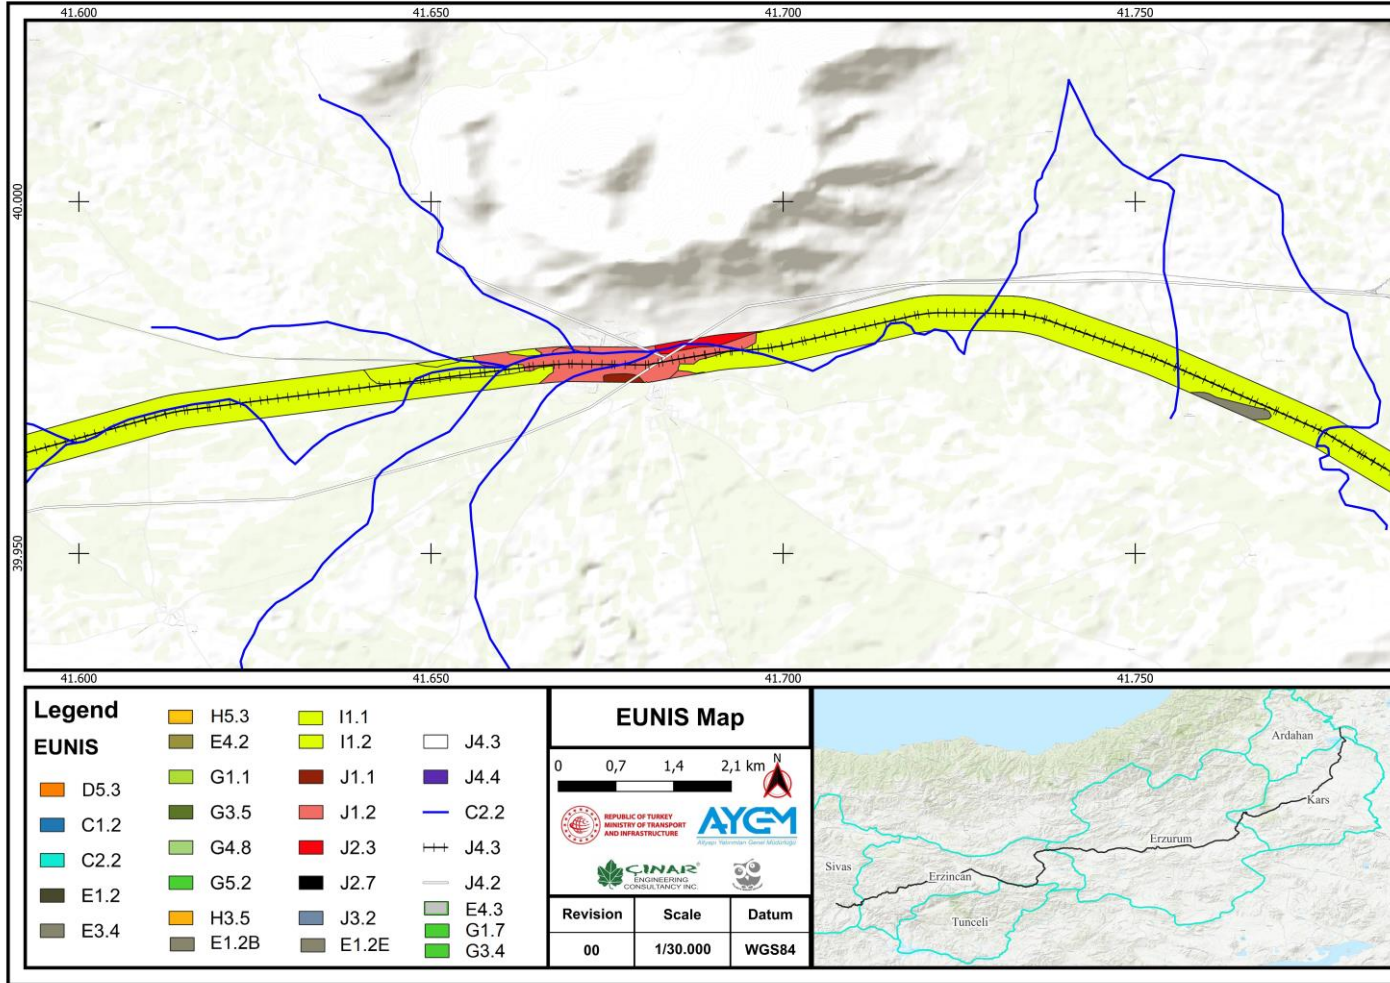 41.600 41.650 41.700 41.750
40.000
39.950
41.600 41.650 41.700 41.750
Legend
EUNIS
D5.3
C1.2
C2.2
E1.2
E3.4
H5.3
E4.2
G1.1
G3.5
G4.8
G5.2
H3.5
E1.2B
I1.1
I1.2
J1.1
J1.2
J2.3
J2.7
J3.2
E1.2E
J4.3
J4.4
C2.2
J4.3
J4.2
E4.3
G1.7
G3.4
EUNIS Map
0 0,7 1,4 2,1 km
N
REPUBLIC OF TURKEY
MINISTRY OF TRANSPORT
AND INFRASTRUCTURE
AYGM
Altyapı Yatırımları Genel Müdürlüğü
ÇINAR
ENGINEERING
CONSULTANCY INC.
Revision Scale Datum
00 1/30.000 WGS84
Ardahan
Kars
Erzurum
Sivas
Erzincan
Tunceli